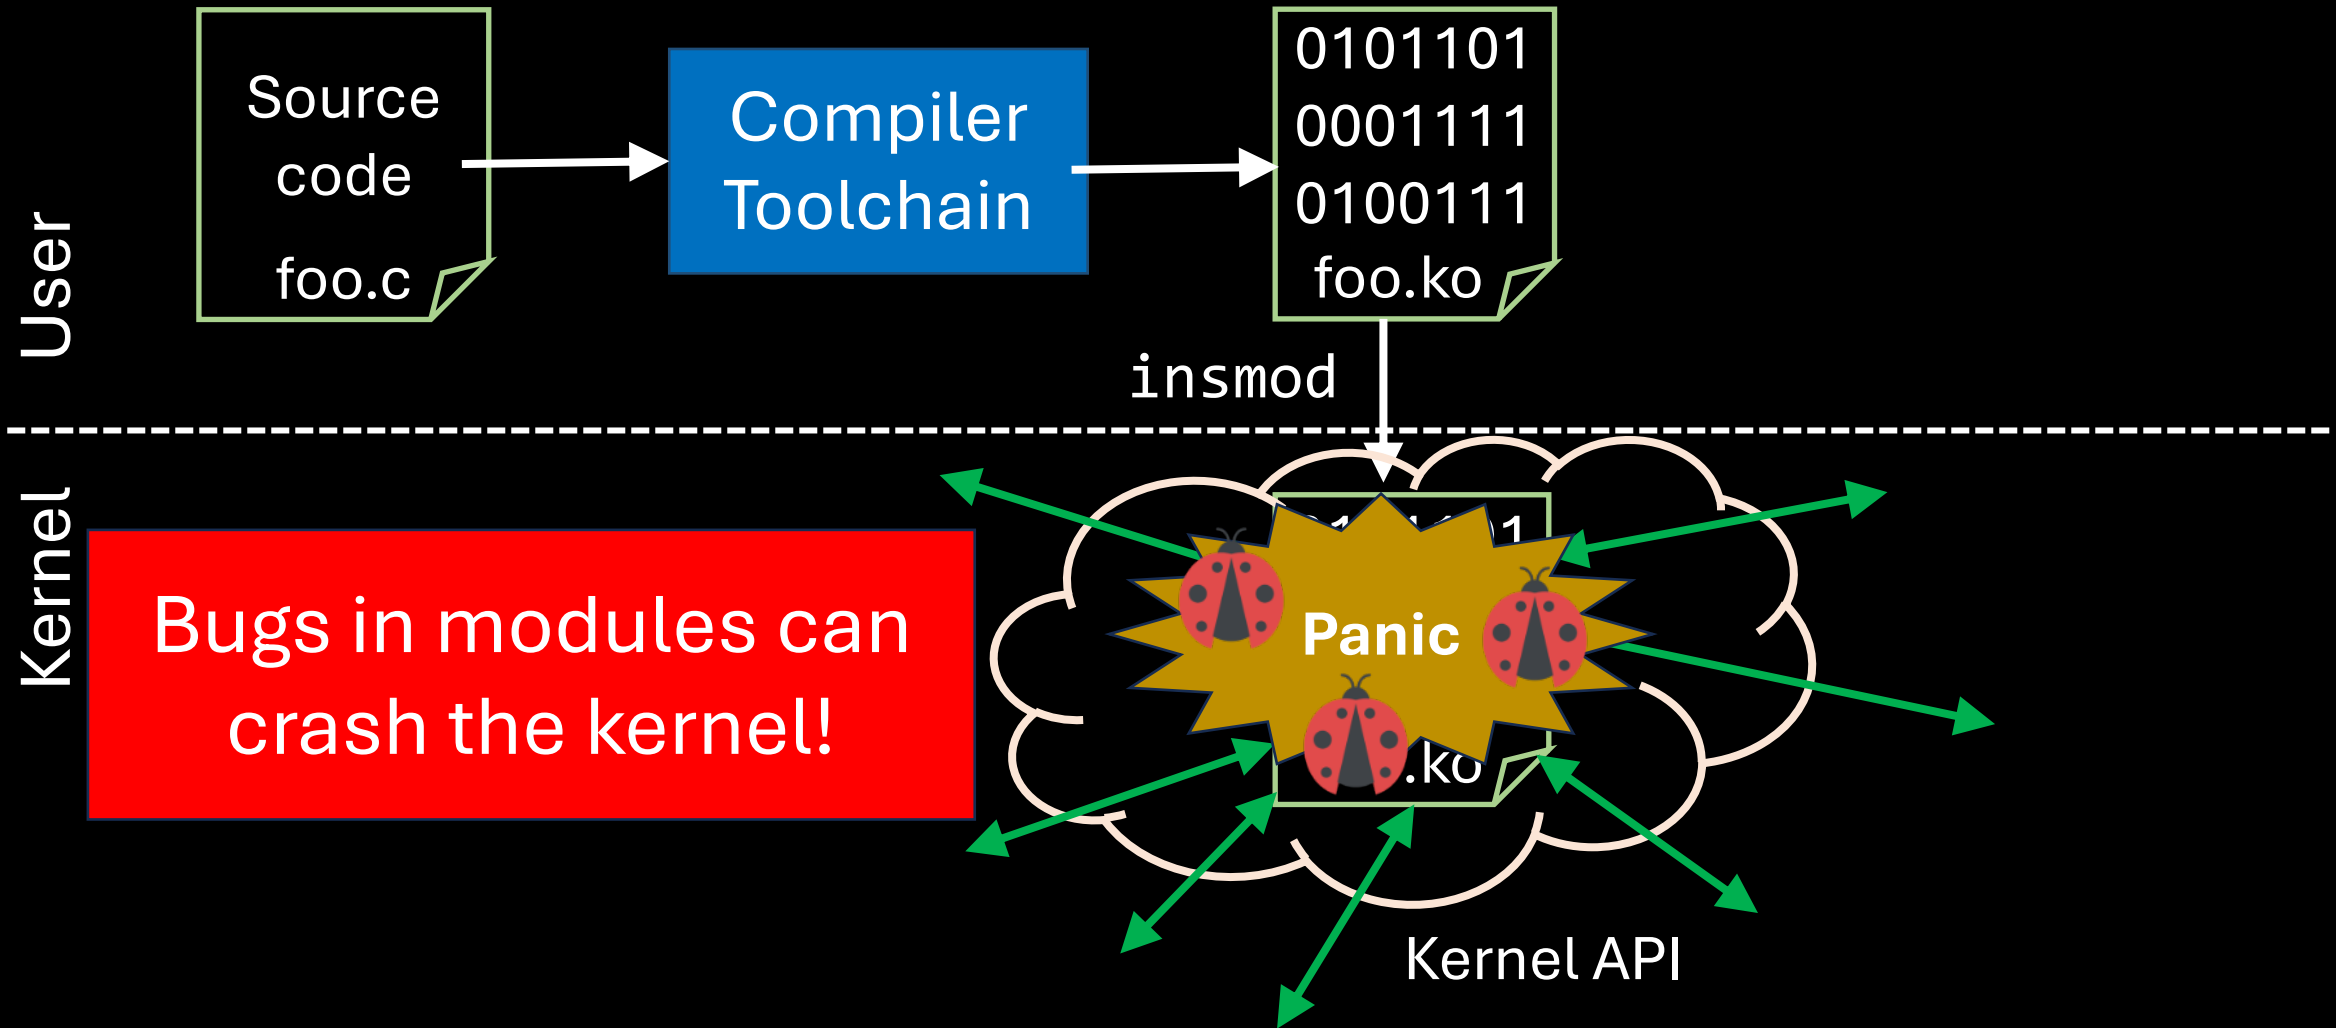 User
Source
code
foo.c
Compiler
Toolchain
0101101
0001111
0100111
foo.ko
insmod
Kernel
Bugs in modules can
crash the kernel!
Panic
.ko
Kernel API